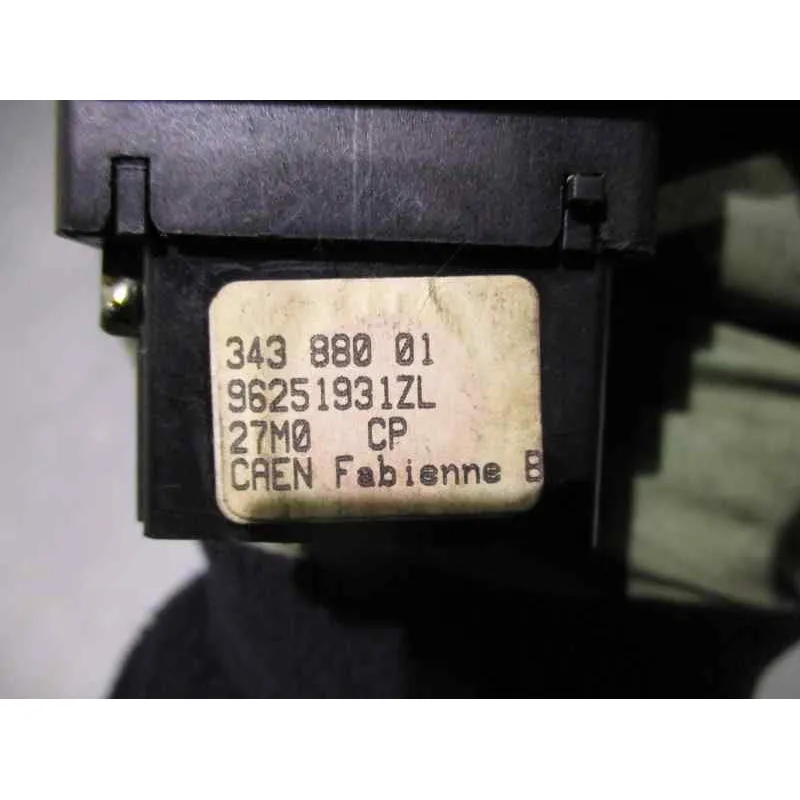 343 880 01
96251931ZL
27M0 CP
CAEN Fabienne B